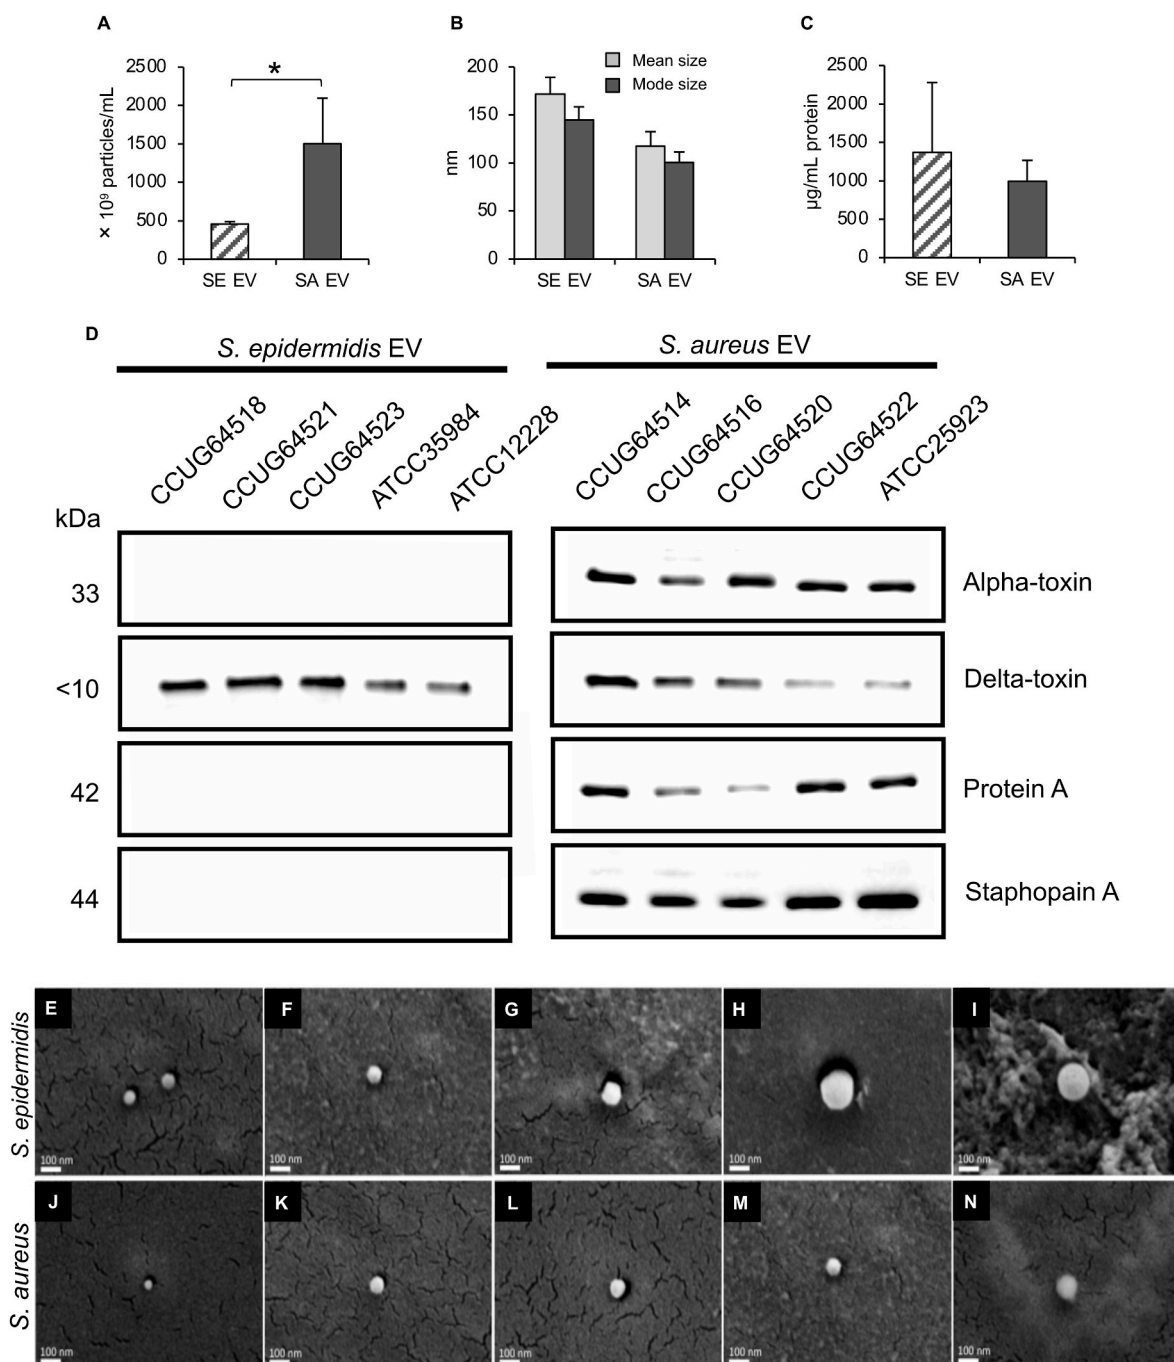 A
× 10⁹ particles/mL
2500
2000
1500
1000
500
0
*
SE EV
SA EV
B
nm
200
150
100
50
0
Mean size
Mode size
SE EV
SA EV
C
µg/mL protein
2500
2000
1500
1000
500
0
SE EV
SA EV
D
S. epidermidis EV
S. aureus EV
CCUG64518
CCUG64521
CCUG64523
ATCC35984
ATCC12228
CCUG64514
CCUG64516
CCUG64520
CCUG64522
ATCC25923
kDa
33
Alpha-toxin
<10
Delta-toxin
42
Protein A
44
Staphopain A
S. epidermidis
E
100 nm
F
100 nm
G
100 nm
H
100 nm
I
100 nm
S. aureus
J
100 nm
K
100 nm
L
100 nm
M
100 nm
N
100 nm